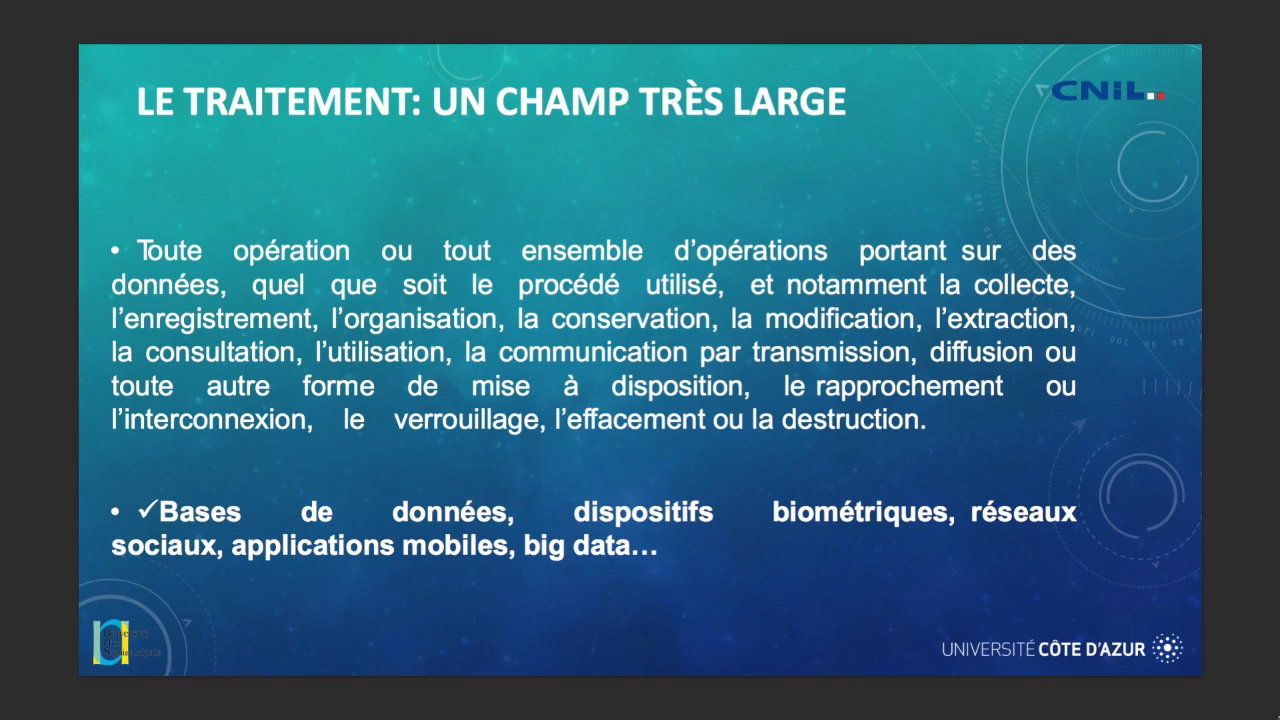 LE TRAITEMENT: UN CHAMP TRÈS LARGE
CNIL
• Toute opération ou tout ensemble d’opérations portant sur des
données, quel que soit le procédé utilisé, et notamment la collecte,
l’enregistrement, l’organisation, la conservation, la modification, l’extraction,
la consultation, l’utilisation, la communication par transmission, diffusion ou
toute autre forme de mise à disposition, le rapprochement ou
l’interconnexion, le verrouillage, l’effacement ou la destruction.
• ✓Bases de données, dispositifs biométriques, réseaux
sociaux, applications mobiles, big data…
UNIVERSITÉ CÔTE D'AZUR